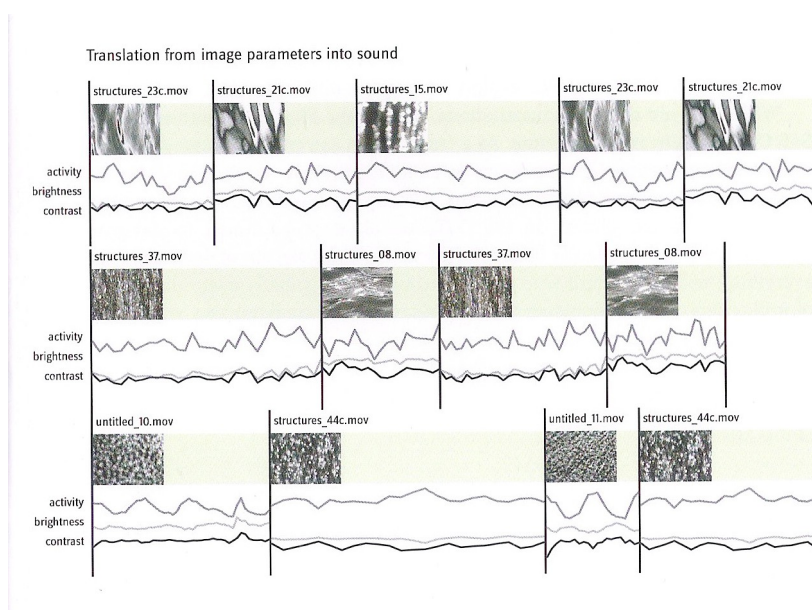 Translation from image parameters into sound
structures_23c.mov structures_21c.mov structures_15.mov structures_23c.mov structures_21c.mov
activity
brightness
contrast
structures_37.mov structures_08.mov structures_37.mov structures_08.mov
activity
brightness
contrast
untitled_10.mov structures_44c.mov untitled_11.mov structures_44c.mov
activity
brightness
contrast